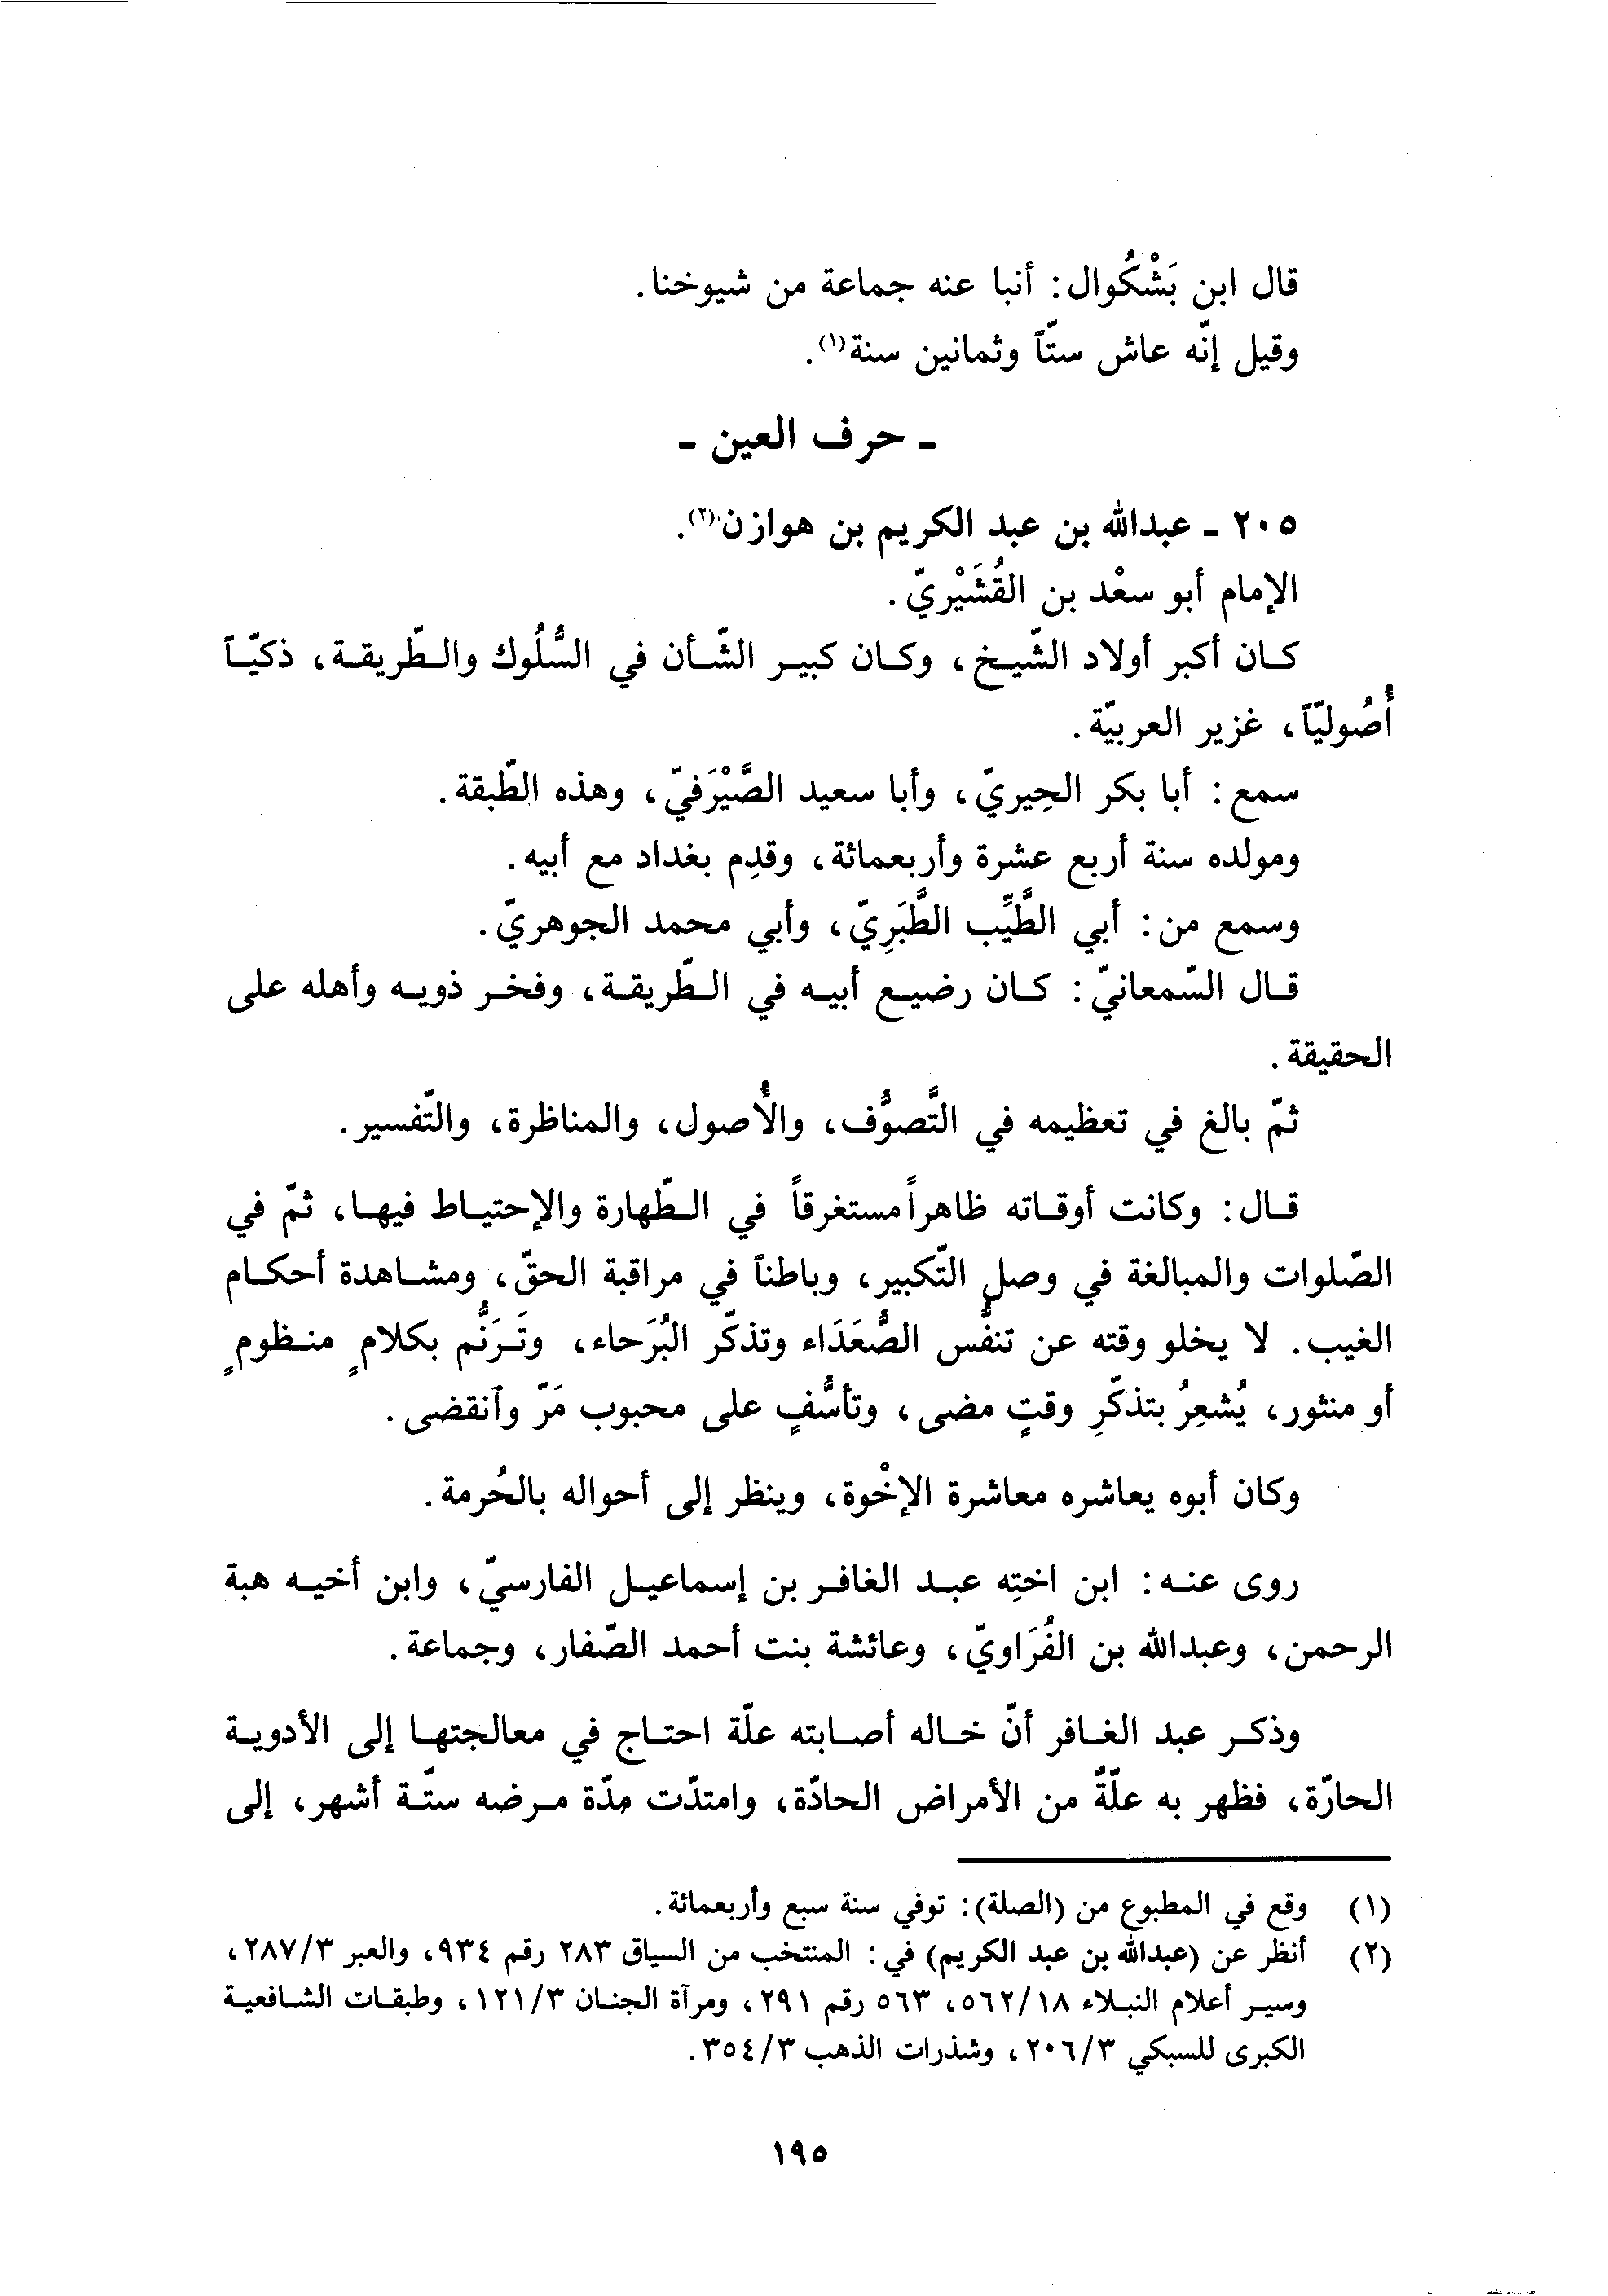 قال ابن بَشْكُوال: أنبا عنه جماعة من شيوخنا.
وقيل إنّه عاش ستّاً وثمانين سنة(١).
ـ حرف العين ـ
٢٠٥ ـ عبدالله بن عبد الكريم بن هوازن(٢).
الإمام أبو سعْد بن القُشَيْريّ.
كان أكبر أولاد الشّيخ، وكان كبير الشّأن في السُّلُوك والطّريقة، ذكيّاً
أُصُوليّاً، غزير العربيّة.
سمع: أبا بكر الحِيريّ، وأبا سعيد الصَّيْرَفيّ، وهذه الطّبقة.
ومولده سنة أربع عشرة وأربعمائة، وقدِم بغداد مع أبيه.
وسمع من: أبي الطَّيِّب الطَّبَرِيّ، وأبي محمد الجوهريّ.
قال السّمعانيّ: كان رضيع أبيه في الطّريقة، وفخر ذويه وأهله على
الحقيقة.
ثمّ بالغ في تعظيمه في التَّصوُّف، والأُصول، والمناظرة، والتّفسير.
قال: وكانت أوقاته ظاهراً مستغرقاً في الطّهارة والإحتياط فيها، ثمّ في
الصّلوات والمبالغة في وصل التّكبير، وباطناً في مراقبة الحقّ، ومشاهدة أحكام
الغيب. لا يخلو وقته عن تنفُّس الصُّعَدَاء وتذكّر البُرَحاء، وتَرَنُّم بكلامٍ منظومٍ
أو منثور، يُشعِرُ بتذكّرِ وقتٍ مضى، وتأسُّفٍ على محبوب مَرّ وآنقضى.
وكان أبوه يعاشره معاشرة الإخْوة، وينظر إلى أحواله بالحُرمة.
روى عنه: ابن اختِه عبد الغافر بن إسماعيل الفارسيّ، وابن أخيه هبة
الرحمن، وعبدالله بن الفُرَاويّ، وعائشة بنت أحمد الصّفار، وجماعة.
وذكر عبد الغافر أنّ خاله أصابته علّة احتاج في معالجتها إلى الأدوية
الحارّة، فظهر به علّةٌ من الأمراض الحادّة، وامتدّت مدّة مرضه ستّة أشهر، إلى
(١) وقع في المطبوع من (الصلة): توفي سنة سبع وأربعمائة.
(٢) أنظر عن (عبدالله بن عبد الكريم) في: المنتخب من السياق ٢٨٣ رقم ٩٣٤، والعبر ٢٨٧/٣،
وسير أعلام النبلاء ٥٦٢/١٨، ٥٦٣ رقم ٢٩١، ومرآة الجنان ١٢١/٣، وطبقات الشافعية
الكبرى للسبكي ٢٠٦/٣، وشذرات الذهب ٣٥٤/٣.
١٩٥